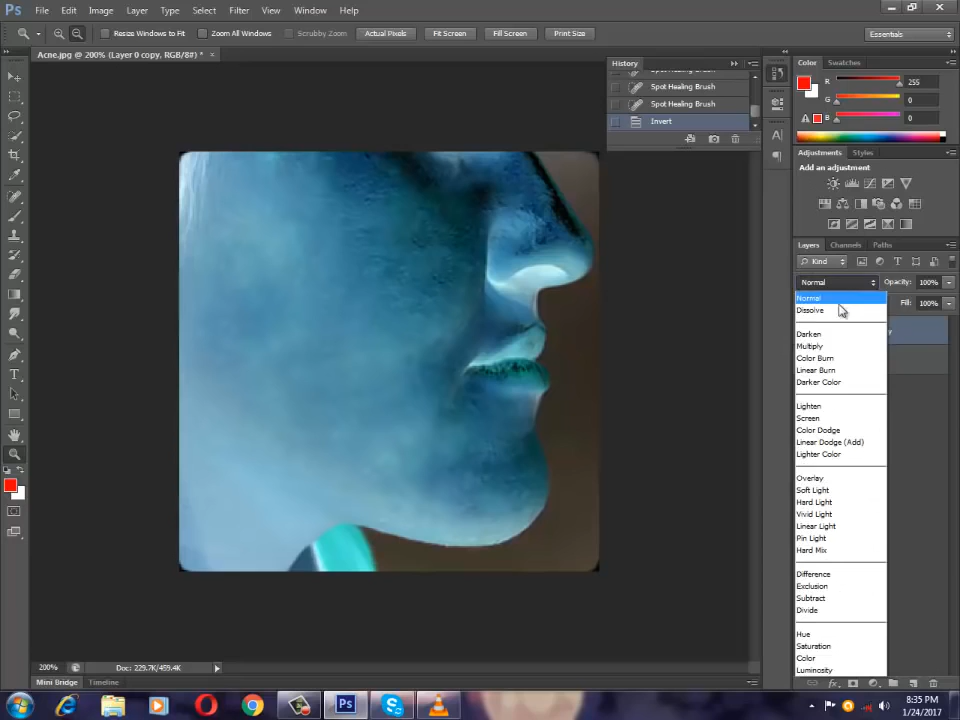 Ps File Edit Image Layer Type Select Filter View Window Help
Resize Windows to Fit Zoom All Windows Scrubby Zoom Actual Pixels Fit Screen Fill Screen Print Size Essentials
Acne.jpg @ 200% (Layer 0 copy, RGB/8#) * ×
History
Spot Healing Brush
Spot Healing Brush
Spot Healing Brush
Invert
Color Swatches
R 255
G 0
B 0
Adjustments Styles
Add an adjustment
Layers Channels Paths
Kind
Normal Opacity: 100%
Fill: 100%
Normal
Dissolve
Darken
Multiply
Color Burn
Linear Burn
Darker Color
Lighten
Screen
Color Dodge
Linear Dodge (Add)
Lighter Color
Overlay
Soft Light
Hard Light
Vivid Light
Linear Light
Pin Light
Hard Mix
Difference
Exclusion
Subtract
Divide
Hue
Saturation
Color
Luminosity
200% Doc: 229.7K/459.4K
Mini Bridge Timeline
Ps
8:35 PM
1/24/2017